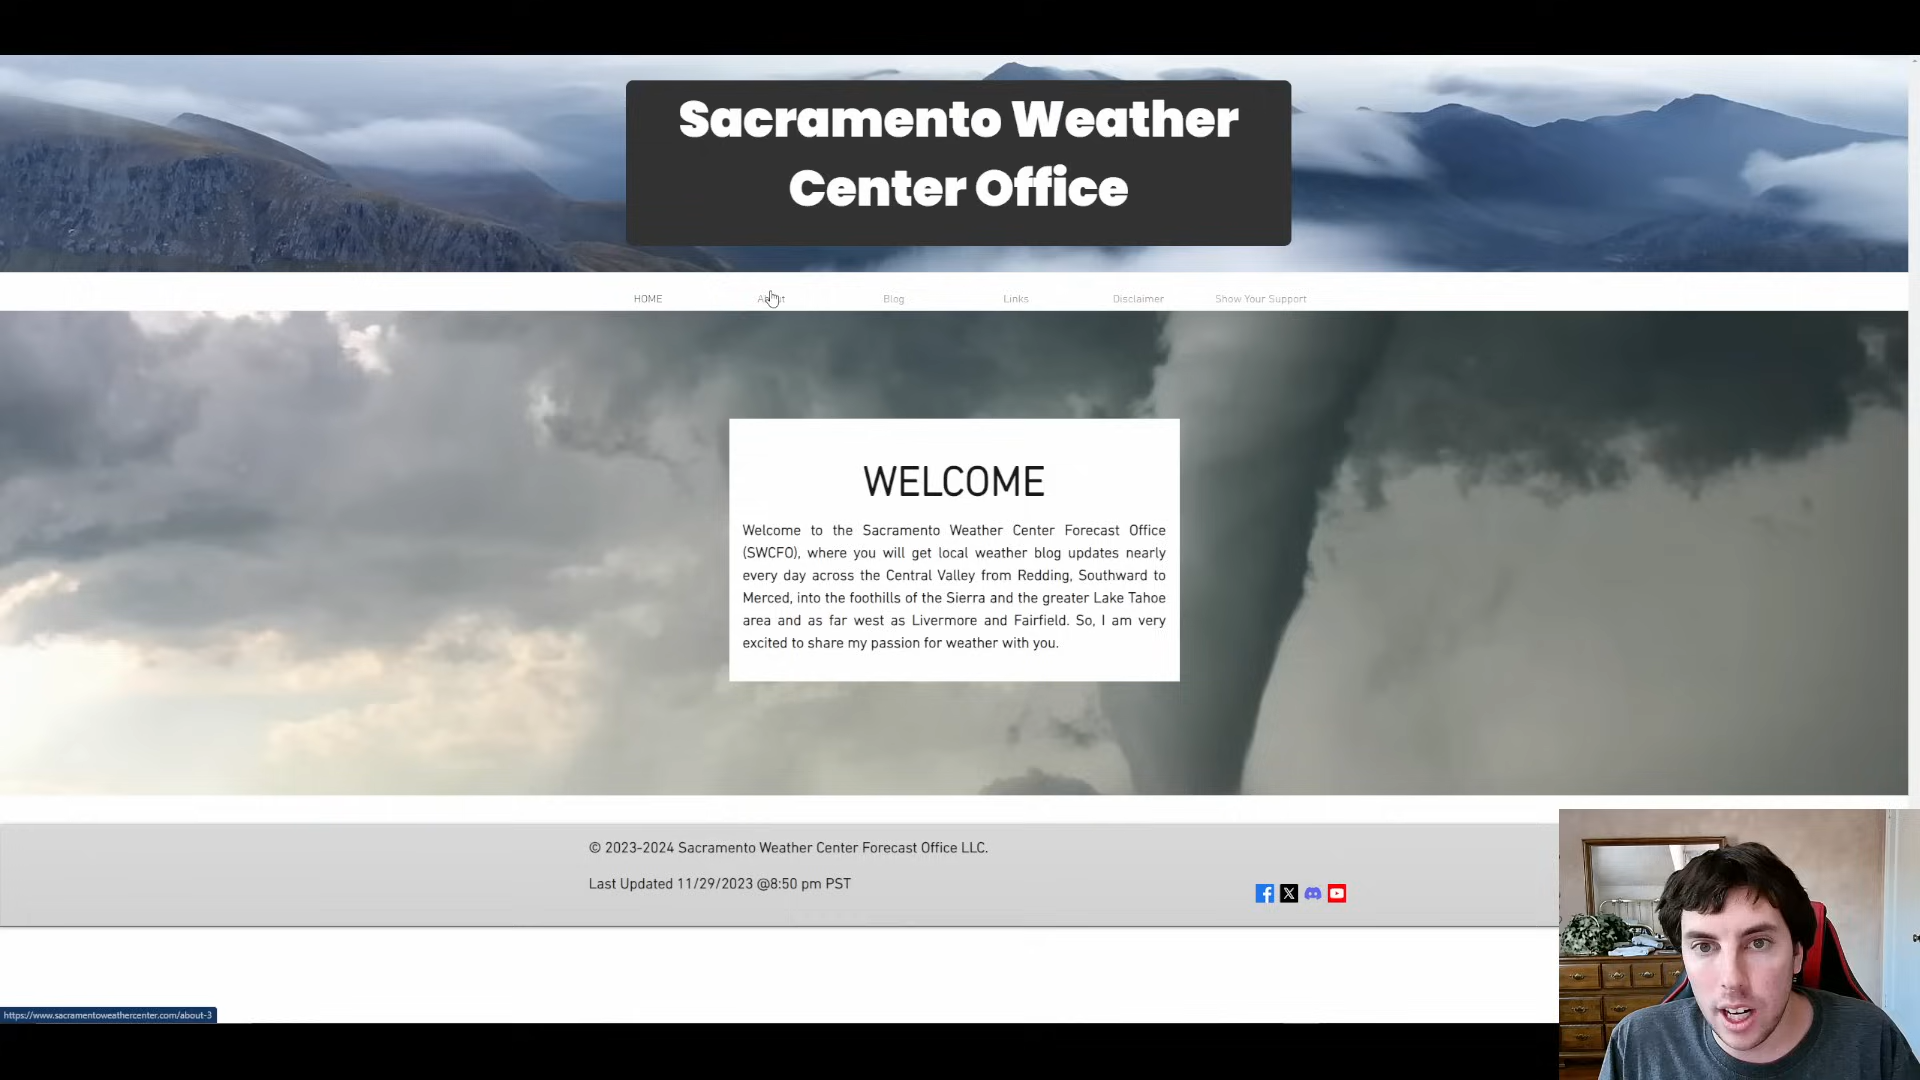 Sacramento Weather
Center Office
HOME
About
Blog
Links
Disclaimer
Show Your Support
WELCOME
Welcome to the Sacramento Weather Center Forecast Office
(SWCFO), where you will get local weather blog updates nearly
every day across the Central Valley from Redding, Southward to
Merced, into the foothills of the Sierra and the greater Lake Tahoe
area and as far west as Livermore and Fairfield. So, I am very
excited to share my passion for weather with you.
© 2023-2024 Sacramento Weather Center Forecast Office LLC.
Last Updated 11/29/2023 @8:50 pm PST
https://www.sacramentoweathercenter.com/about-3